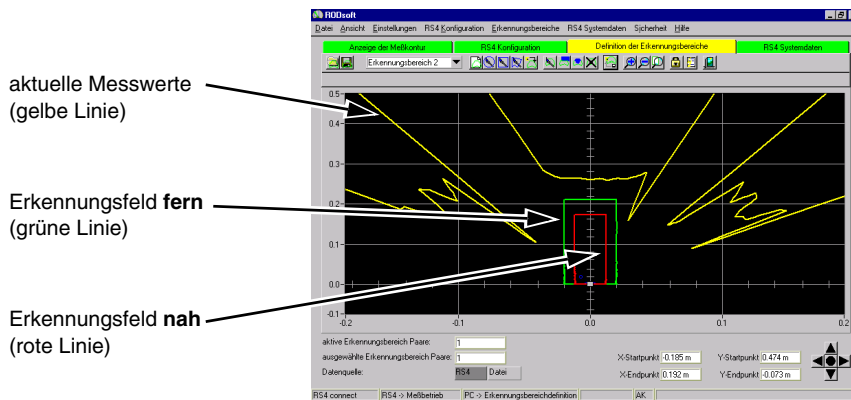 RODsoft
Datei Ansicht Einstellungen RS4 Konfiguration Erkennungsbereiche RS4 Systemdaten Sicherheit Hilfe
Anzeige der Meßkontur RS4 Konfiguration Definition der Erkennungsbereiche RS4 Systemdaten
Erkennungsbereich 2
aktuelle Messwerte
(gelbe Linie)
Erkennungsfeld fern
(grüne Linie)
Erkennungsfeld nah
(rote Linie)
0.5
0.4
0.3
0.2
0.1
0.0
-0.1
-0.2 -0.1 0.0 0.1 0.2
aktive Erkennungsbereich Paare: 1
ausgewählte Erkennungsbereich Paare: 1
Datenquelle: RS4 Datei
X-Startpunkt -0.185 m Y-Startpunkt 0.474 m
X-Endpunkt 0.192 m Y-Endpunkt -0.073 m
RS4 connect RS4 -> Meßbetrieb PC -> Erkennungsbereichdefinition AK